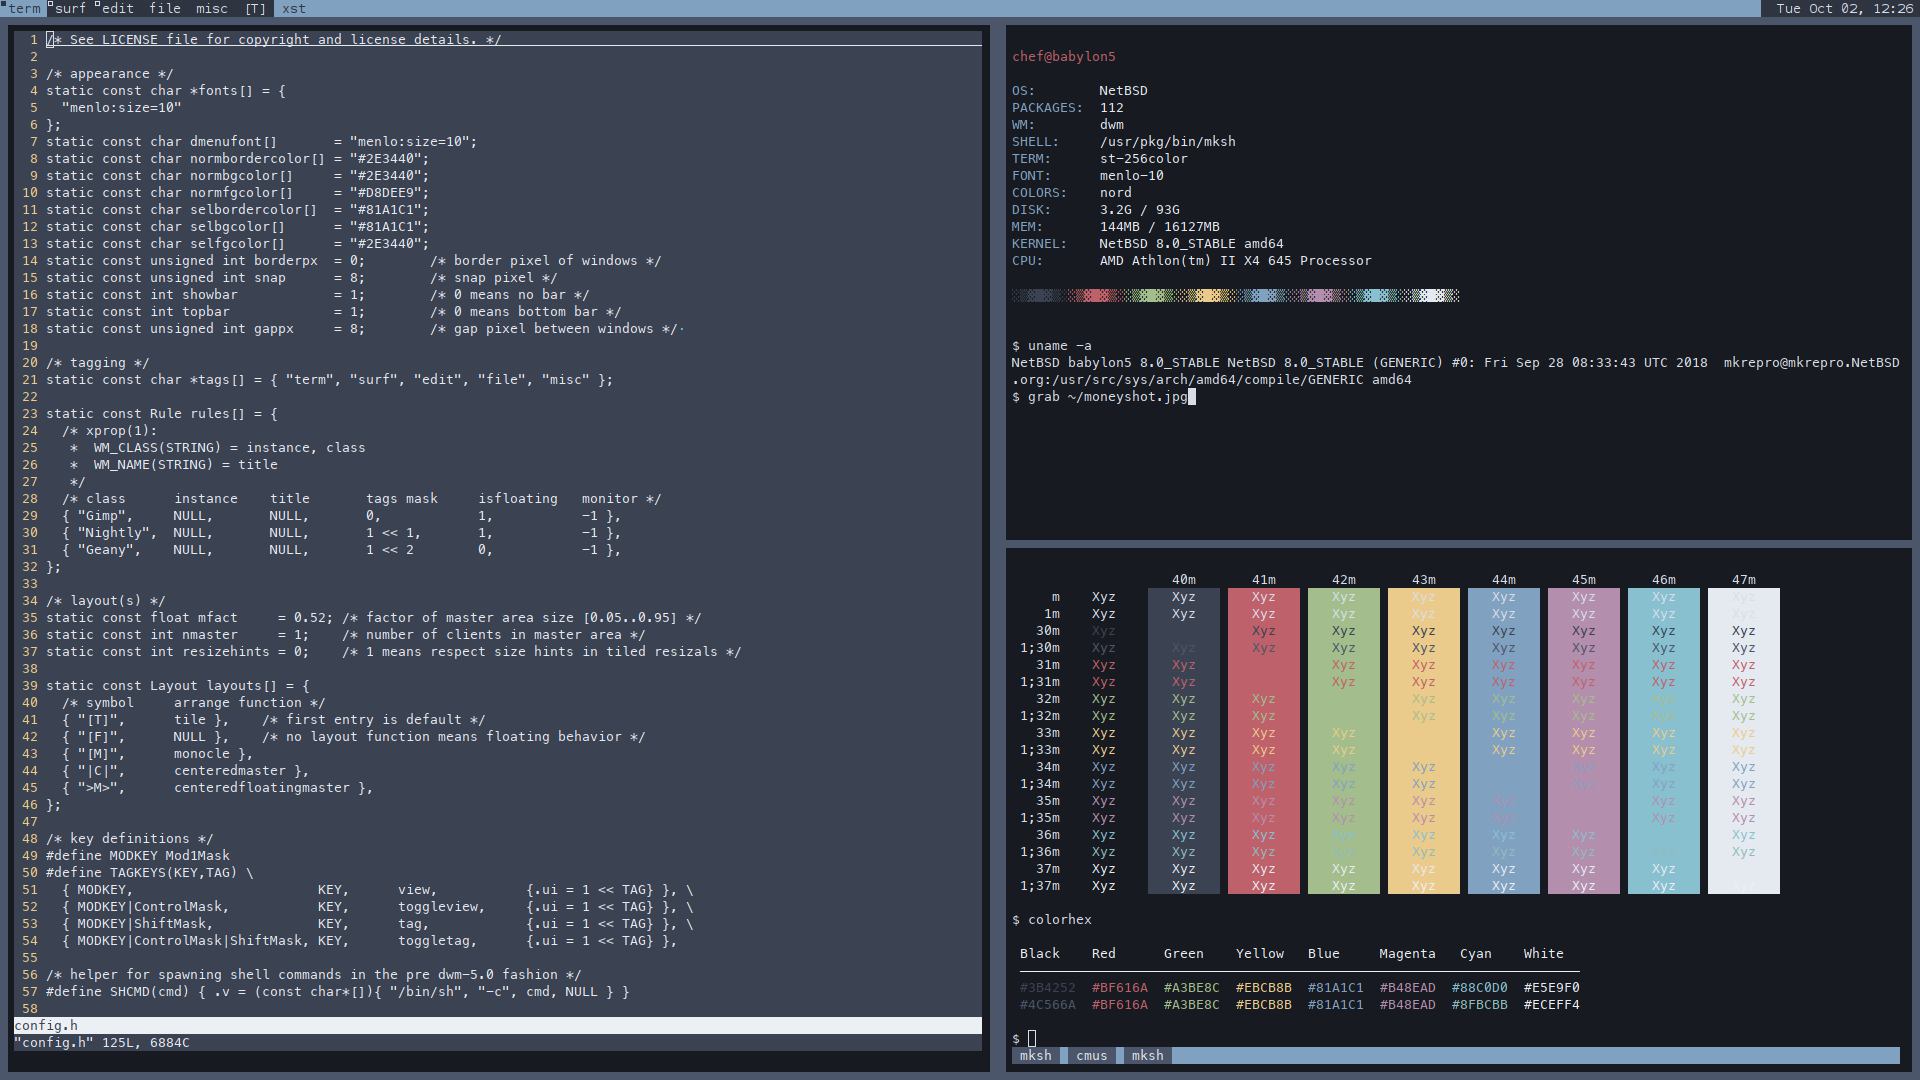 term surf edit file misc [T] xst Tue Oct 02, 12:26
1 /* See LICENSE file for copyright and license details. */
2
3 /* appearance */
4 static const char *fonts[] = {
5   "menlo:size=10"
6 };
7 static const char dmenufont[]       = "menlo:size=10";
8 static const char normbordercolor[] = "#2E3440";
9 static const char normbgcolor[]     = "#2E3440";
10 static const char normfgcolor[]     = "#D8DEE9";
11 static const char selbordercolor[]  = "#81A1C1";
12 static const char selbgcolor[]      = "#81A1C1";
13 static const char selfgcolor[]      = "#2E3440";
14 static const unsigned int borderpx  = 0;        /* border pixel of windows */
15 static const unsigned int snap      = 8;        /* snap pixel */
16 static const int showbar            = 1;        /* 0 means no bar */
17 static const int topbar             = 1;        /* 0 means bottom bar */
18 static const unsigned int gappx     = 8;        /* gap pixel between windows */·
19
20 /* tagging */
21 static const char *tags[] = { "term", "surf", "edit", "file", "misc" };
22
23 static const Rule rules[] = {
24   /* xprop(1):
25    *  WM_CLASS(STRING) = instance, class
26    *  WM_NAME(STRING) = title
27    */
28   /* class      instance    title       tags mask     isfloating   monitor */
29   { "Gimp",     NULL,       NULL,       0,            1,           -1 },
30   { "Nightly",  NULL,       NULL,       1 << 1,       1,           -1 },
31   { "Geany",    NULL,       NULL,       1 << 2        0,           -1 },
32 };
33
34 /* layout(s) */
35 static const float mfact     = 0.52; /* factor of master area size [0.05..0.95] */
36 static const int nmaster     = 1;    /* number of clients in master area */
37 static const int resizehints = 0;    /* 1 means respect size hints in tiled resizals */
38
39 static const Layout layouts[] = {
40   /* symbol     arrange function */
41   { "[T]",      tile },    /* first entry is default */
42   { "[F]",      NULL },    /* no layout function means floating behavior */
43   { "[M]",      monocle },
44   { "|C|",      centeredmaster },
45   { ">M>",      centeredfloatingmaster },
46 };
47
48 /* key definitions */
49 #define MODKEY Mod1Mask
50 #define TAGKEYS(KEY,TAG) \
51   { MODKEY,                       KEY,      view,           {.ui = 1 << TAG} }, \
52   { MODKEY|ControlMask,           KEY,      toggleview,     {.ui = 1 << TAG} }, \
53   { MODKEY|ShiftMask,             KEY,      tag,            {.ui = 1 << TAG} }, \
54   { MODKEY|ControlMask|ShiftMask, KEY,      toggletag,      {.ui = 1 << TAG} },
55
56 /* helper for spawning shell commands in the pre dwm-5.0 fashion */
57 #define SHCMD(cmd) { .v = (const char*[]){ "/bin/sh", "-c", cmd, NULL } }
58
config.h
"config.h" 125L, 6884C
chef@babylon5
OS:        NetBSD
PACKAGES:  112
WM:        dwm
SHELL:     /usr/pkg/bin/mksh
TERM:      st-256color
FONT:      menlo-10
COLORS:    nord
DISK:      3.2G / 93G
MEM:       144MB / 16127MB
KERNEL:    NetBSD 8.0_STABLE amd64
CPU:       AMD Athlon(tm) II X4 645 Processor
$ uname -a
NetBSD babylon5 8.0_STABLE NetBSD 8.0_STABLE (GENERIC) #0: Fri Sep 28 08:33:43 UTC 2018  mkrepro@mkrepro.NetBSD
.org:/usr/src/sys/arch/amd64/compile/GENERIC amd64
$ grab ~/moneyshot.jpg
40m 41m 42m 43m 44m 45m 46m 47m
m Xyz Xyz Xyz Xyz Xyz Xyz Xyz Xyz Xyz
1m Xyz Xyz Xyz Xyz Xyz Xyz Xyz Xyz Xyz
30m Xyz Xyz Xyz Xyz Xyz Xyz Xyz Xyz
1;30m Xyz Xyz Xyz Xyz Xyz Xyz Xyz Xyz Xyz
31m Xyz Xyz Xyz Xyz Xyz Xyz Xyz Xyz
1;31m Xyz Xyz Xyz Xyz Xyz Xyz Xyz Xyz
32m Xyz Xyz Xyz Xyz Xyz Xyz Xyz Xyz
1;32m Xyz Xyz Xyz Xyz Xyz Xyz Xyz Xyz
33m Xyz Xyz Xyz Xyz Xyz Xyz Xyz Xyz
1;33m Xyz Xyz Xyz Xyz Xyz Xyz Xyz Xyz
34m Xyz Xyz Xyz Xyz Xyz Xyz Xyz Xyz
1;34m Xyz Xyz Xyz Xyz Xyz Xyz Xyz Xyz
35m Xyz Xyz Xyz Xyz Xyz Xyz Xyz Xyz
1;35m Xyz Xyz Xyz Xyz Xyz Xyz Xyz Xyz
36m Xyz Xyz Xyz Xyz Xyz Xyz Xyz Xyz
1;36m Xyz Xyz Xyz Xyz Xyz Xyz Xyz Xyz
37m Xyz Xyz Xyz Xyz Xyz Xyz Xyz Xyz
1;37m Xyz Xyz Xyz Xyz Xyz Xyz Xyz Xyz
$ colorhex
Black Red Green Yellow Blue Magenta Cyan White
#3B4252 #BF616A #A3BE8C #EBCB8B #81A1C1 #B48EAD #88C0D0 #E5E9F0
#4C566A #BF616A #A3BE8C #EBCB8B #81A1C1 #B48EAD #8FBCBB #ECEFF4
$
mksh cmus mksh